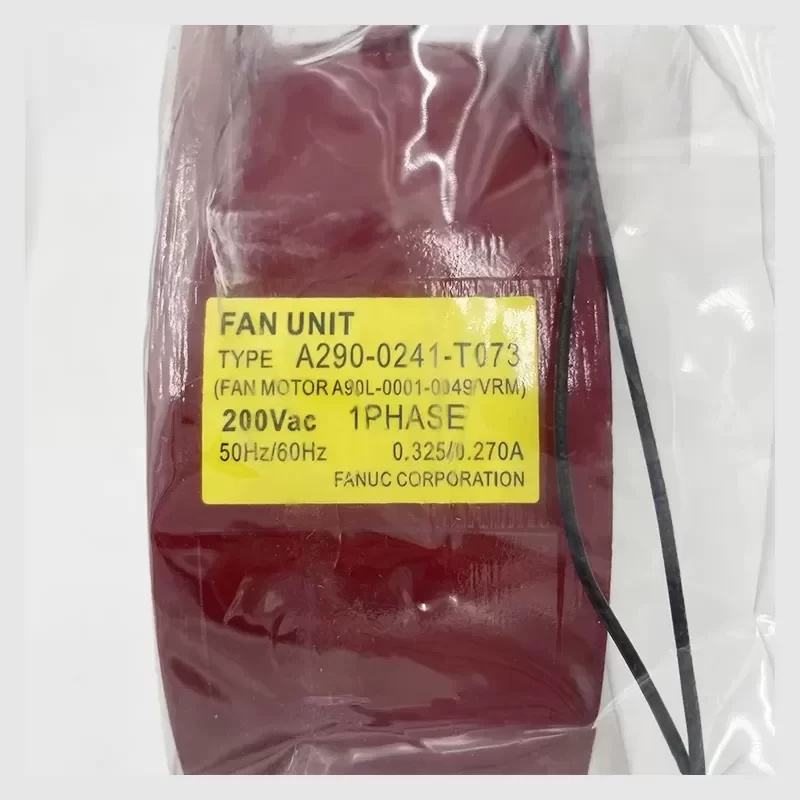 FAN UNIT
TYPE A290-0241-T073
(FAN MOTOR A90L-0001-0049/VRM)
200Vac 1PHASE
50Hz/60Hz 0.325/0.270A
FANUC CORPORATION